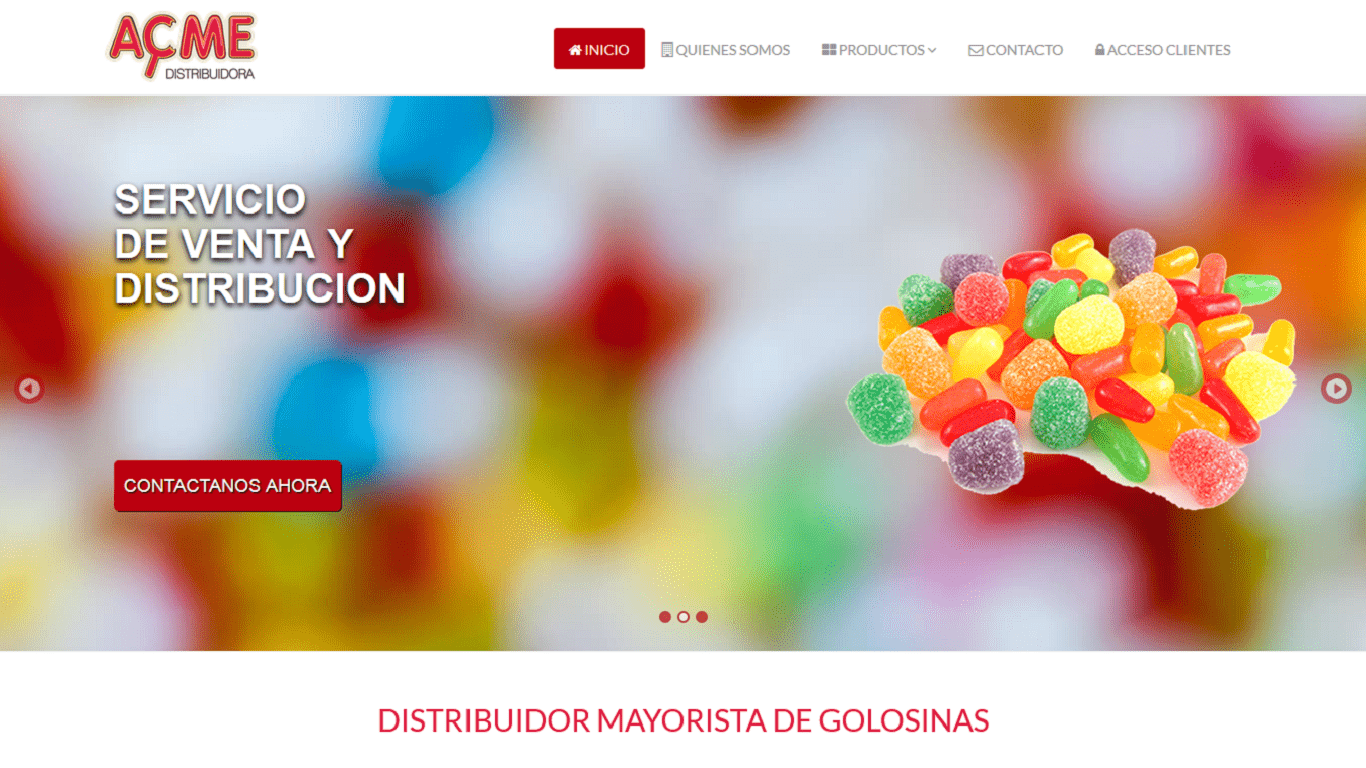 AÇME
DISTRIBUIDORA
INICIO
QUIENES SOMOS
PRODUCTOS
CONTACTO
ACCESO CLIENTES
SERVICIO
DE VENTA Y
DISTRIBUCION
CONTACTANOS AHORA
DISTRIBUIDOR MAYORISTA DE GOLOSINAS